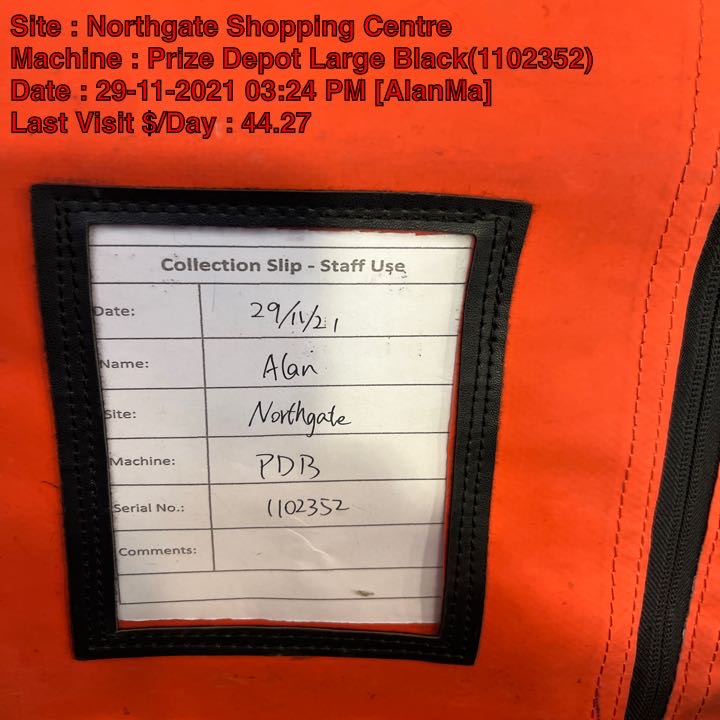 Site : Northgate Shopping Centre
Machine : Prize Depot Large Black(1102352)
Date : 29-11-2021 03:24 PM [AlanMa]
Last Visit $/Day : 44.27
Collection Slip - Staff Use
Date: 29/11/21
Name: Alan
Site: Northgate
Machine: PDB
Serial No.: 1102352
Comments: